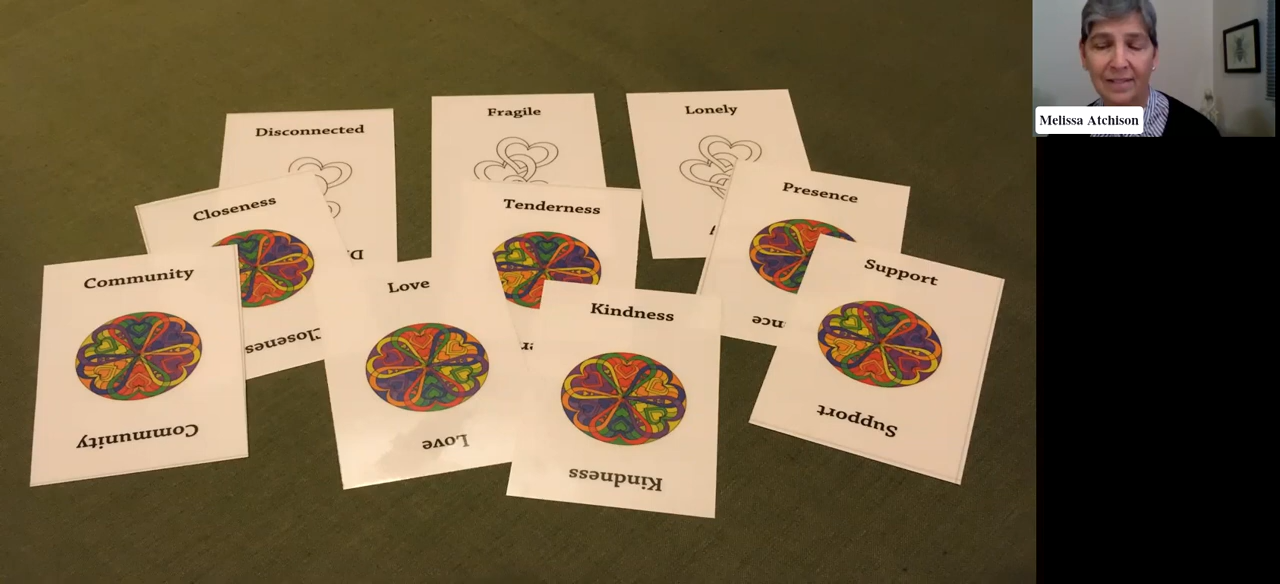 Disconnected
Fragile
Lonely
Closeness
Tenderness
Presence
Community
Love
Kindness
Support
Community
Love
Kindness
Support
Melissa Atchison